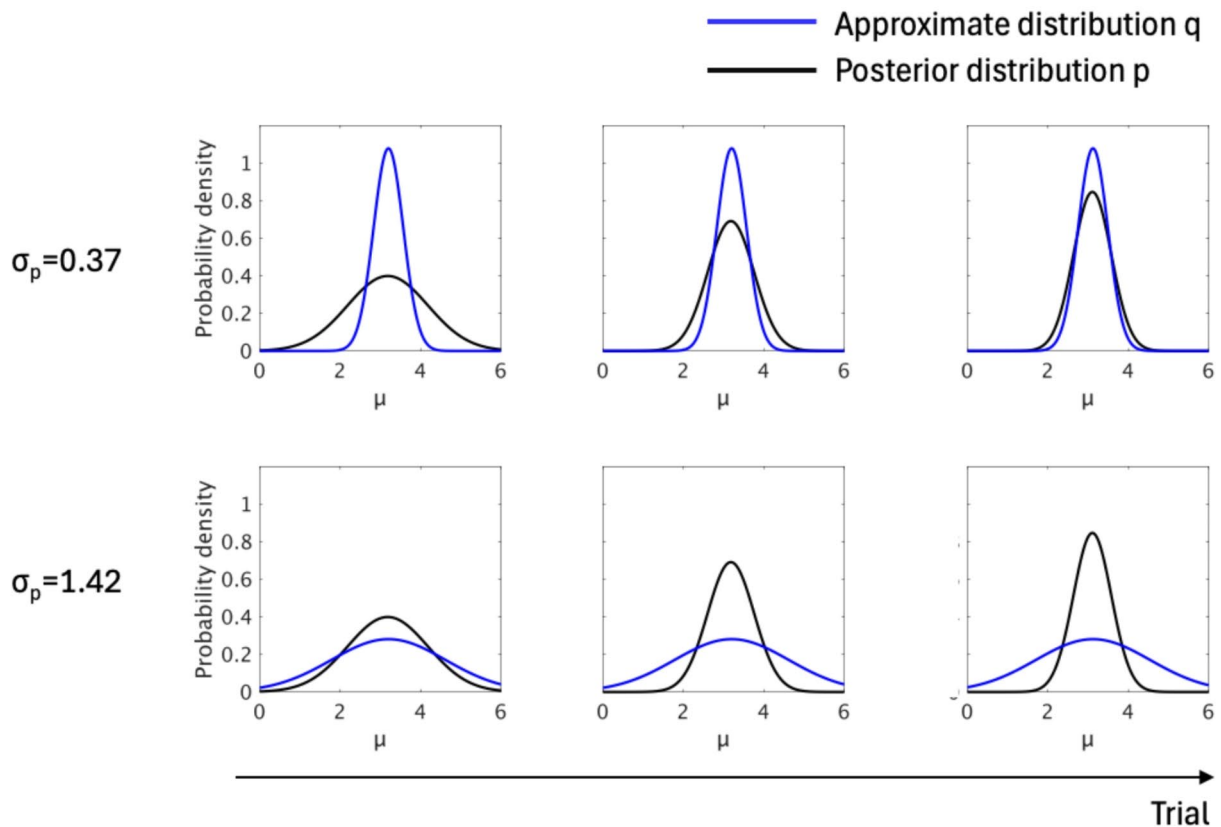 Approximate distribution q
Posterior distribution p
σp=0.37
Probability density
1
0.8
0.6
0.4
0.2
0
0 2 4 6
μ
0 2 4 6
μ
0 2 4 6
μ
σp=1.42
Probability density
1
0.8
0.6
0.4
0.2
0
0 2 4 6
μ
0 2 4 6
μ
0 2 4 6
μ
Trial